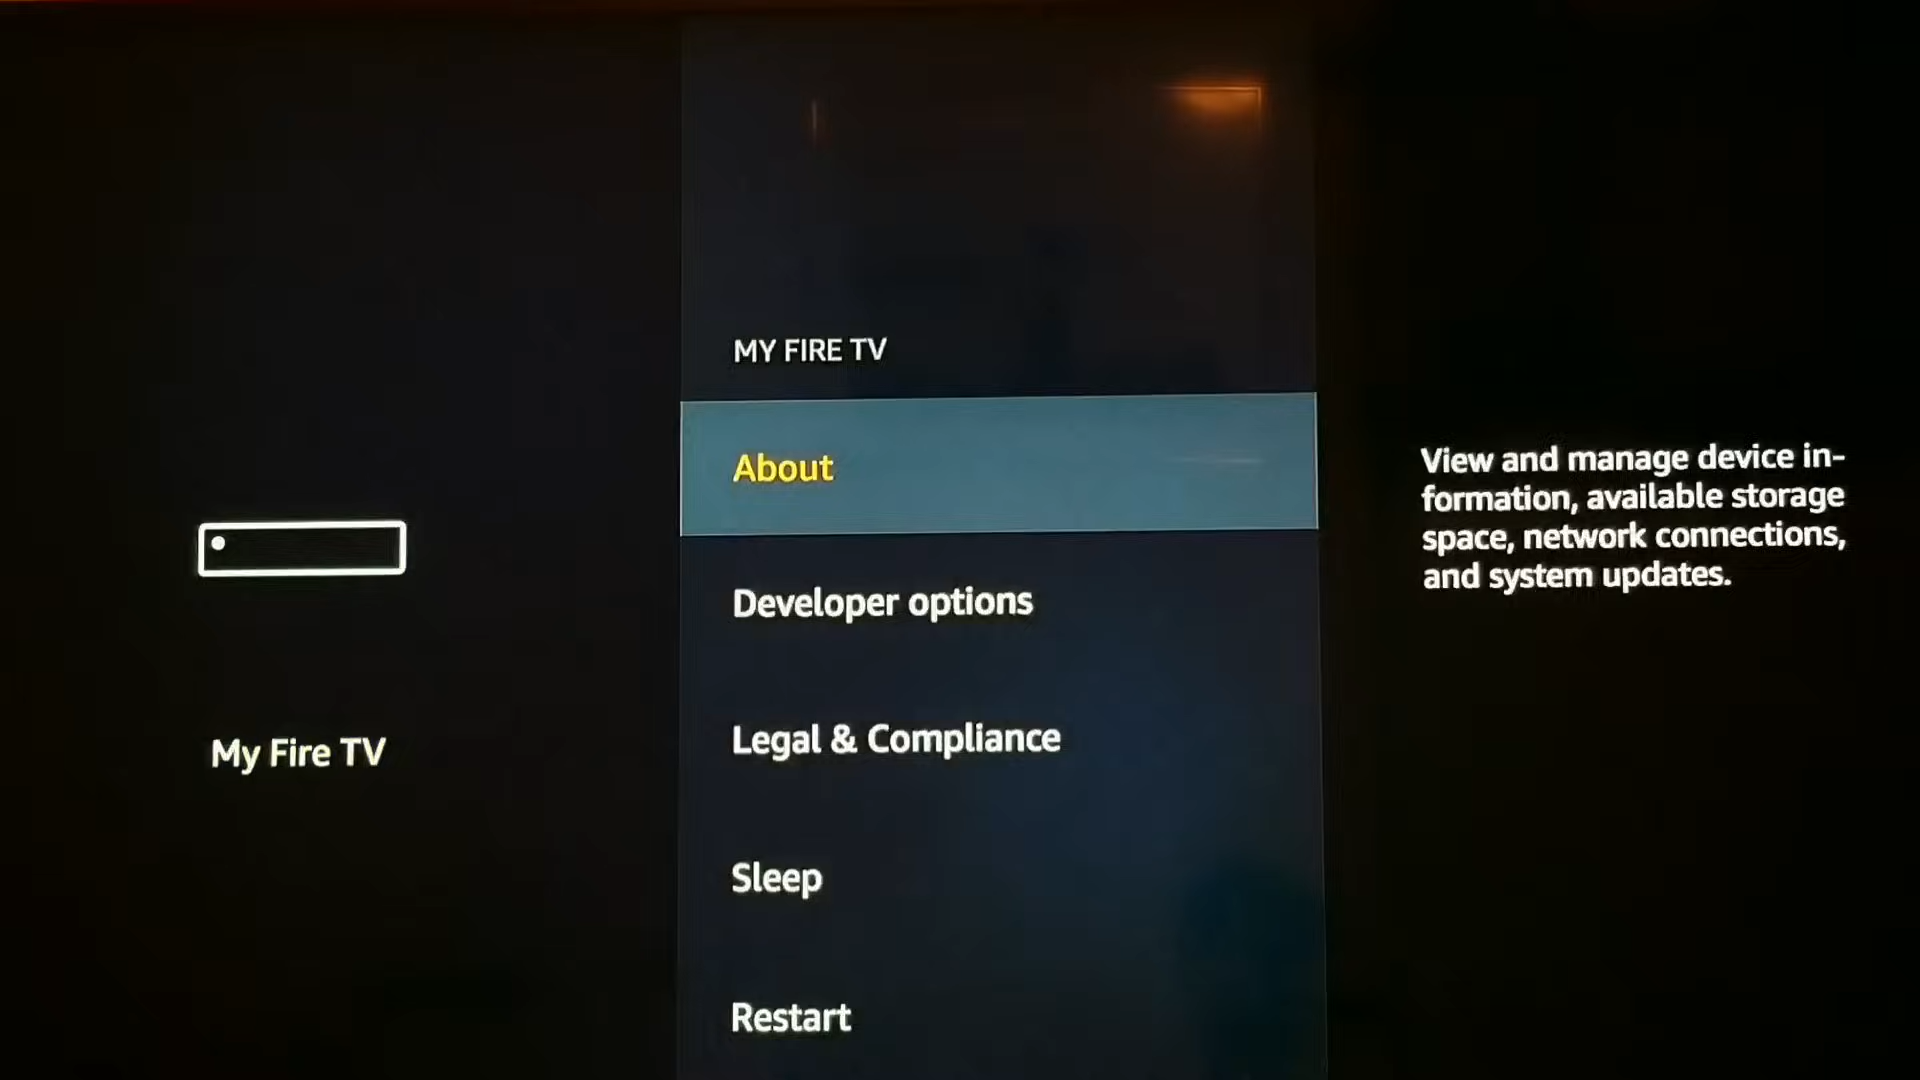 MY FIRE TV
About
Developer options
Legal & Compliance
Sleep
Restart
My Fire TV
View and manage device in-
formation, available storage
space, network connections,
and system updates.